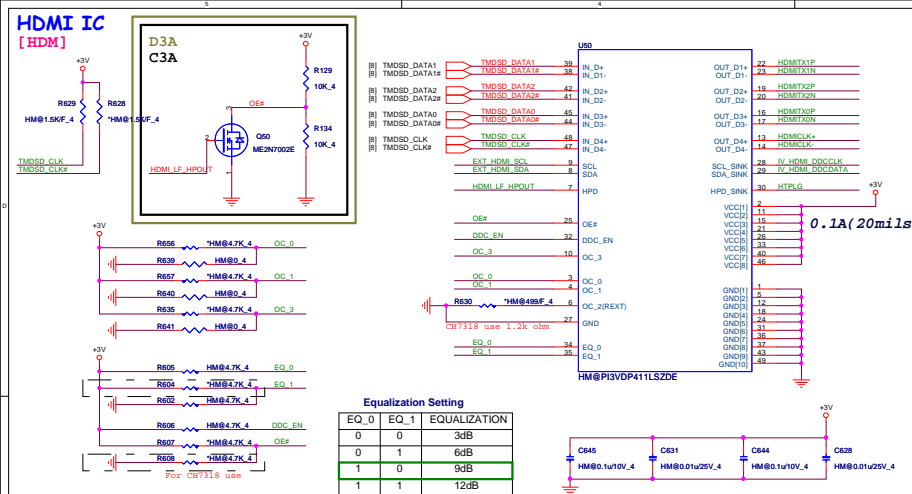 5
4
HDMI IC
[HDM]
+3V
R629
R628
HM@1.5K/F_4
*HM@1.5K/F_4
TMDSD_CLK
TMDSD_CLK#
D3A
C3A
+3V
R129
10K_4
OE#
3
2
1
Q50
ME2N7002E
R134
10K_4
HDMI_LF_HPOUT
D
U50
[8] TMDSD_DATA1 TMDSD_DATA1 39 IN_D1+ OUT_D1+ 22 HDMITX1P
[8] TMDSD_DATA1# TMDSD_DATA1# 38 IN_D1- OUT_D1- 23 HDMITX1N
[8] TMDSD_DATA2 TMDSD_DATA2 42 IN_D2+ OUT_D2+ 19 HDMITX2P
[8] TMDSD_DATA2# TMDSD_DATA2# 41 IN_D2- OUT_D2- 20 HDMITX2N
[8] TMDSD_DATA0 TMDSD_DATA0 45 IN_D3+ OUT_D3+ 16 HDMITX0P
[8] TMDSD_DATA0# TMDSD_DATA0# 44 IN_D3- OUT_D3- 17 HDMITX0N
[8] TMDSD_CLK TMDSD_CLK 48 IN_D4+ OUT_D4+ 13 HDMICLK+
[8] TMDSD_CLK# TMDSD_CLK# 47 IN_D4- OUT_D4- 14 HDMICLK-
EXT_HDMI_SCL 9 SCL SCL_SINK 28 IV_HDMI_DDCCLK
EXT_HDMI_SDA 8 SDA SDA_SINK 29 IV_HDMI_DDCDATA
HDMI_LF_HPOUT 7 HPD HPD_SINK 30 HTPLG
+3V
0.1A(20mils
VCC[1] 2
VCC[2] 11
VCC[3] 15
VCC[4] 21
VCC[5] 26
VCC[6] 33
VCC[7] 40
VCC[8] 46
OE# 25 OE#
DDC_EN 32 DDC_EN
OC_3 10 OC_3
OC_0 3 OC_0
OC_1 4 OC_1
R630 *HM@499/F_4 6 OC_2(REXT)
27 GND
CH7318 use 1.2k ohm
EQ_0 34 EQ_0
EQ_1 35 EQ_1
GND[1] 1
GND[2] 5
GND[3] 12
GND[4] 18
GND[5] 24
GND[6] 31
GND[7] 36
GND[8] 37
GND[9] 43
GND[10] 49
HM@PI3VDP411LSZDE
+3V
R656 *HM@4.7K_4 OC_0
R639 HM@0_4
R657 *HM@4.7K_4 OC_1
R640 HM@0_4
R635 *HM@4.7K_4 OC_3
R641 HM@0_4
+3V
R605 HM@4.7K_4 EQ_0
R604 *HM@4.7K_4 EQ_1
R602 HM@4.7K_4
R606 *HM@4.7K_4 DDC_EN
R607 *HM@4.7K_4 OE#
R608 *HM@4.7K_4
For CH7318 use
Equalization Setting
EQ_0 EQ_1 EQUALIZATION
0 0 3dB
0 1 6dB
1 0 9dB
1 1 12dB
+3V
C645 C631 C644 C628
HM@0.1u/10V_4 HM@0.01u/25V_4 HM@0.1u/10V_4 HM@0.01u/25V_4